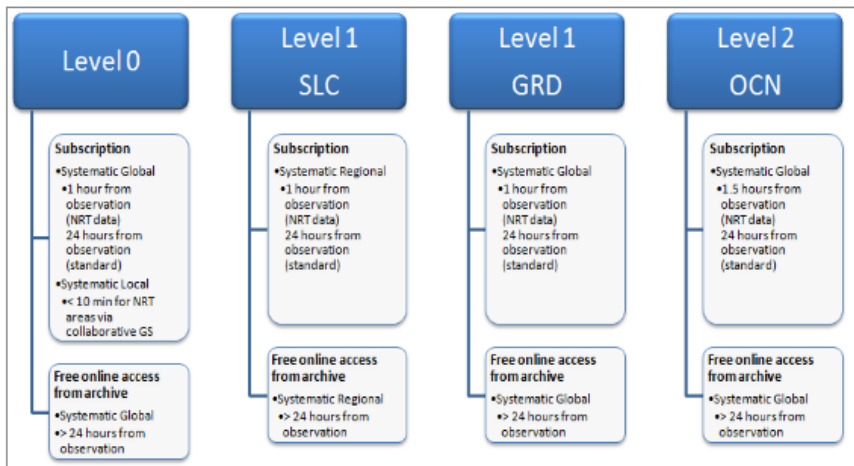 Level 0
Subscription
•Systematic Global
•1 hour from
observation
(NRT data)
24 hours from
observation
(standard)
•Systematic Local
•< 10 min for NRT
areas via
collaborative GS
Free online access
from archive
•Systematic Global
•> 24 hours from
observation
Level 1
SLC
Subscription
•Systematic Regional
•1 hour from
observation
(NRT data)
24 hours from
observation
(standard)
Free online access
from archive
•Systematic Regional
•> 24 hours from
observation
Level 1
GRD
Subscription
•Systematic Global
•1 hour from
observation
(NRT data)
24 hours from
observation
(standard)
Free online access
from archive
•Systematic Global
•> 24 hours from
observation
Level 2
OCN
Subscription
•Systematic Global
•1.5 hours from
observation
(NRT data)
24 hours from
observation
(standard)
Free online access
from archive
•Systematic Global
•> 24 hours from
observation